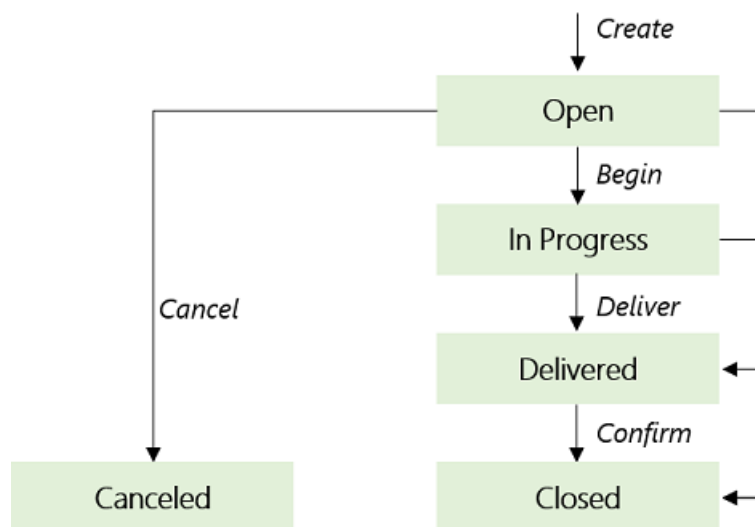 Create
Open
Begin
In Progress
Cancel
Deliver
Delivered
Confirm
Canceled
Closed